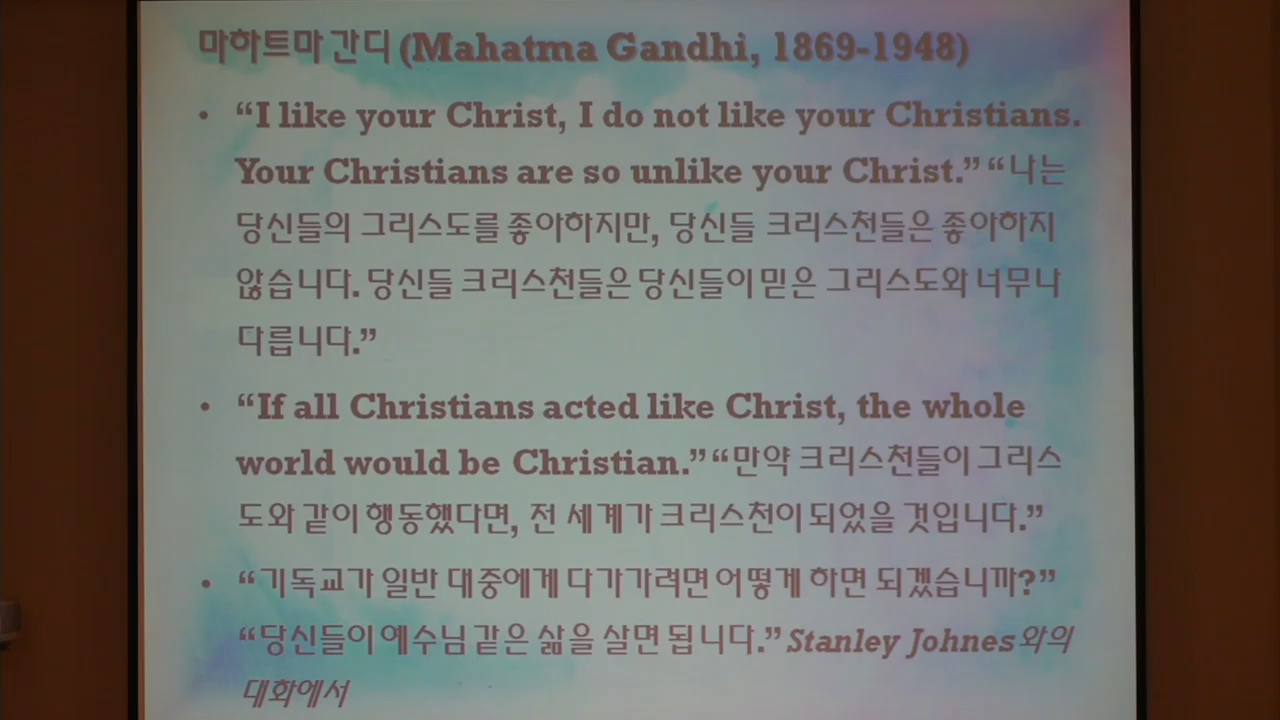 마하트마 간디 (Mahatma Gandhi, 1869-1948)
• “I like your Christ, I do not like your Christians.
Your Christians are so unlike your Christ.” “나는
당신들의 그리스도를 좋아하지만, 당신들 크리스천들은 좋아하지
않습니다. 당신들 크리스천들은 당신들이 믿은 그리스도와 너무나
다릅니다.”
• “If all Christians acted like Christ, the whole
world would be Christian.” “만약 크리스천들이 그리스
도와 같이 행동했다면, 전 세계가 크리스천이 되었을 것입니다.”
• “기독교가 일반 대중에게 다가가려면 어떻게 하면 되겠습니까?”
“당신들이 예수님 같은 삶을 살면 됩니다.” Stanley Johnes와의
대화에서